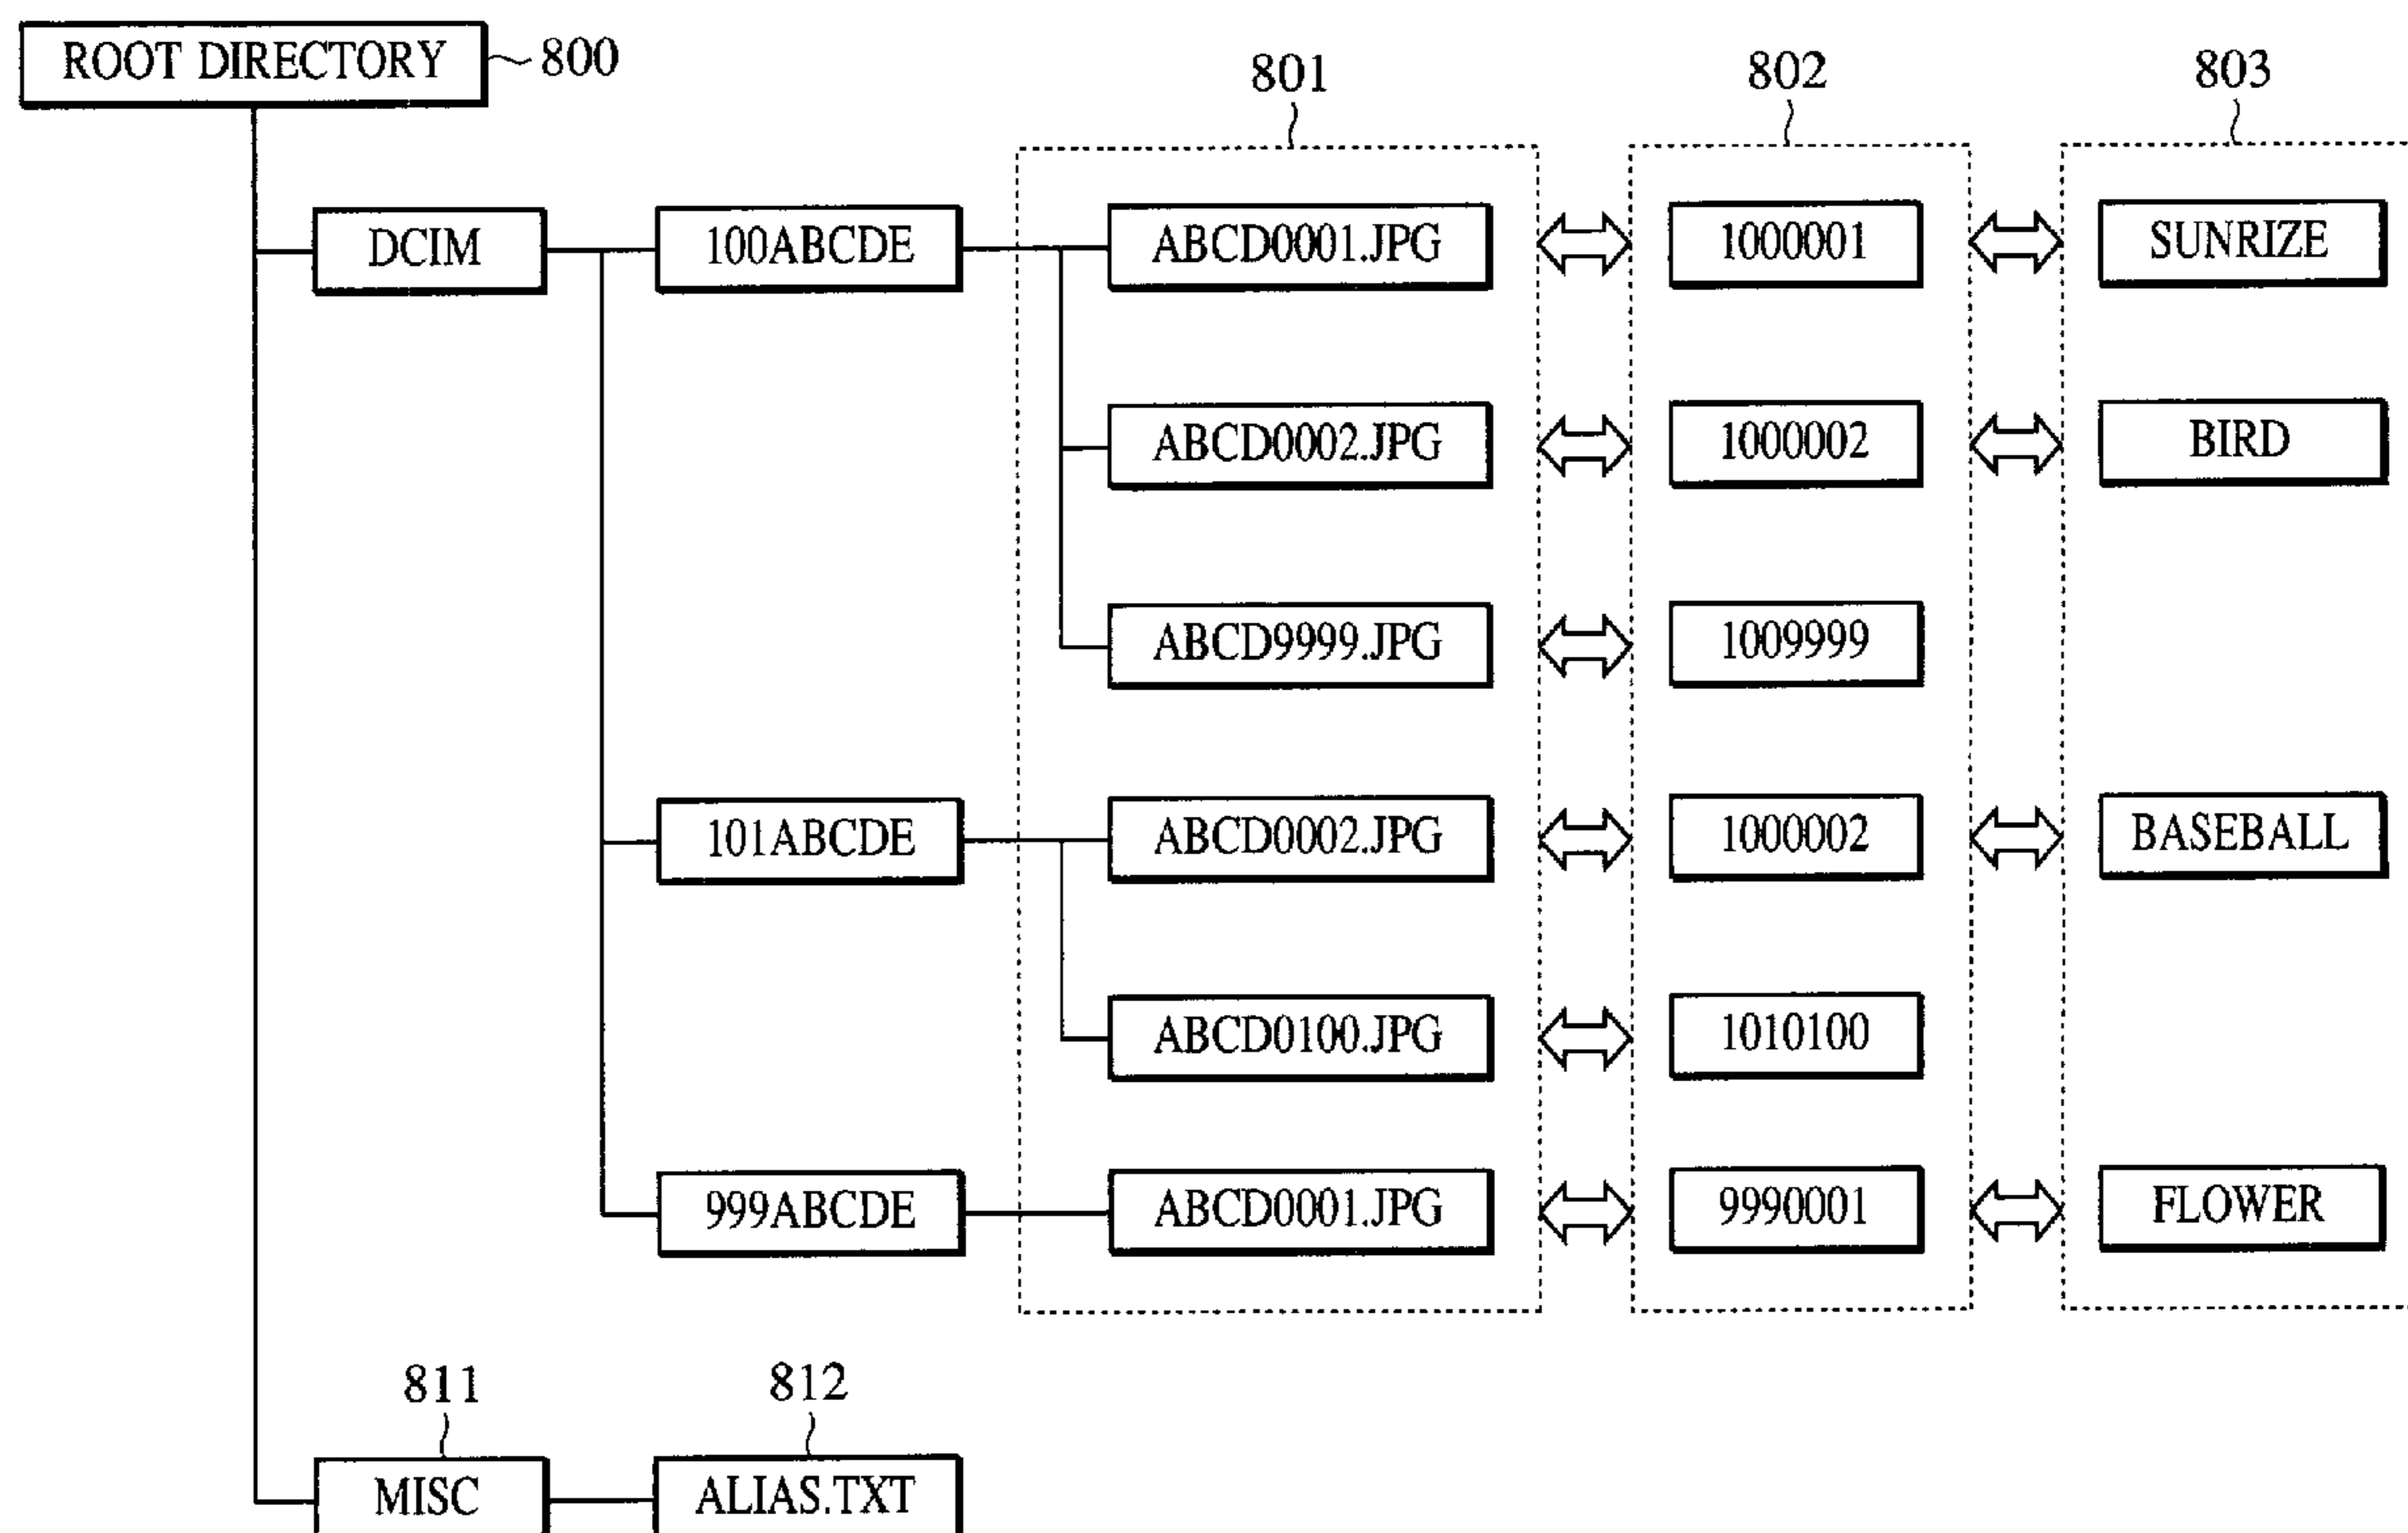 ROOT DIRECTORY 800
801 802 803
DCIM 100ABCDE ABCD0001.JPG 1000001 SUNRIZE
ABCD0002.JPG 1000002 BIRD
ABCD9999.JPG 1009999
101ABCDE ABCD0002.JPG 1000002 BASEBALL
ABCD0100.JPG 1010100
999ABCDE ABCD0001.JPG 9990001 FLOWER
811 812
MISC ALIAS.TXT